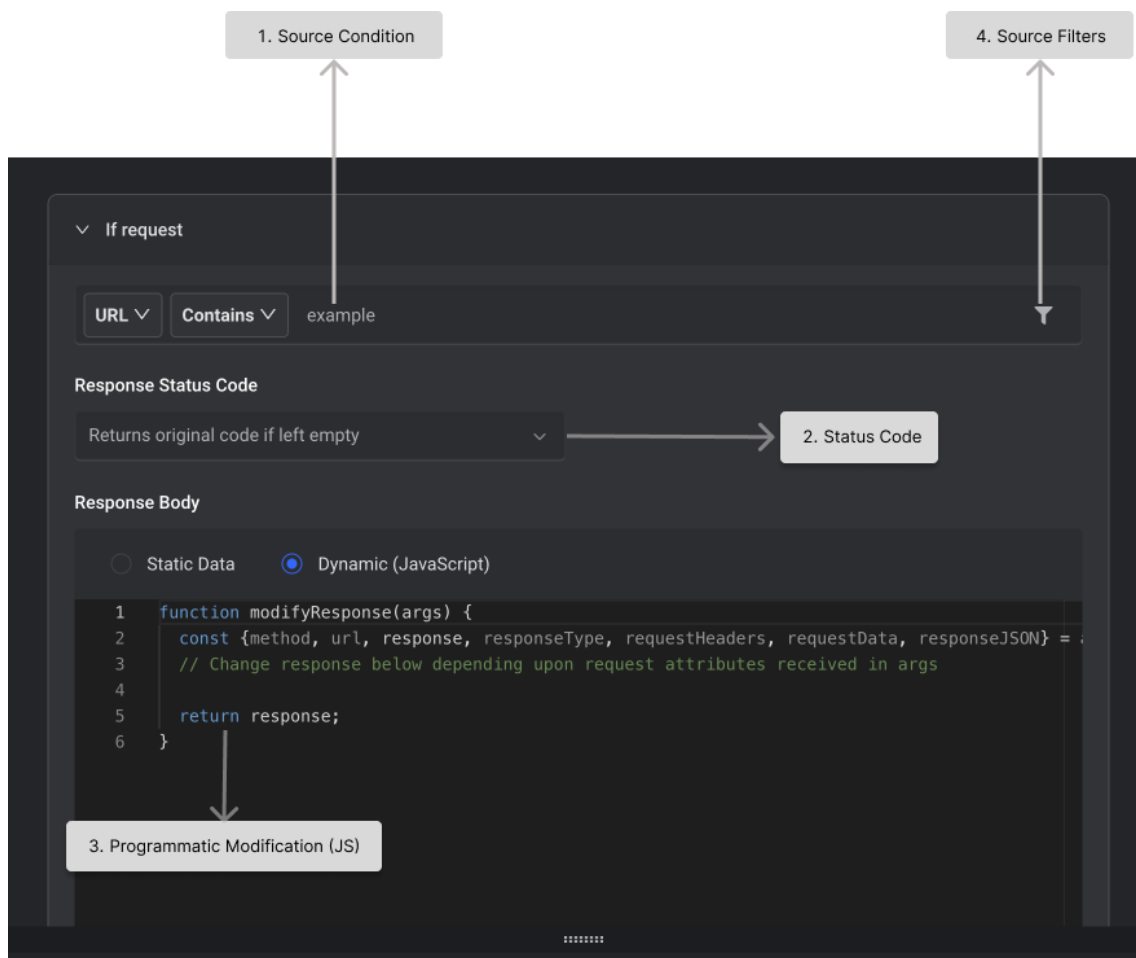 1. Source Condition
4. Source Filters
If request
URL
Contains
example
Response Status Code
Returns original code if left empty
2. Status Code
Response Body
Static Data
Dynamic (JavaScript)
1 function modifyResponse(args) {
2 const {method, url, response, responseType, requestHeaders, requestData, responseJSON} =
3 // Change response below depending upon request attributes received in args
4
5 return response;
6 }
3. Programmatic Modification (JS)